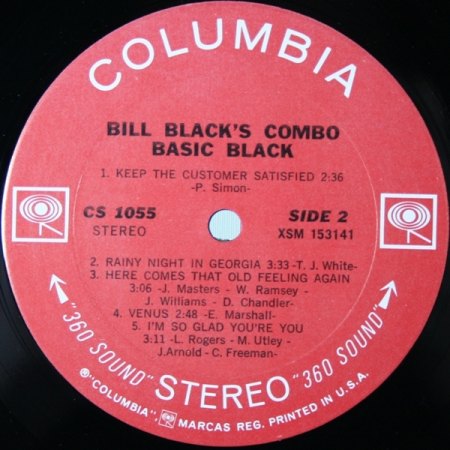 COLUMBIA
BILL BLACK'S COMBO
BASIC BLACK
1. KEEP THE CUSTOMER SATISFIED 2:36
-P. Simon-
CS 1055
STEREO
SIDE 2
XSM 153141
2. RAINY NIGHT IN GEORGIA 3:33 -T. J. White-
3. HERE COMES THAT OLD FEELING AGAIN
3:06 -J. Masters - W. Ramsey -
J. Williams - D. Chandler-
4. VENUS 2:48 -E. Marshall-
5. I'M SO GLAD YOU'RE YOU
3:11 -L. Rogers - M. Utley -
J.Arnold - C. Freeman-
"360 SOUND" STEREO "360 SOUND"
℗"COLUMBIA", MARCAS REG. PRINTED IN U.S.A.